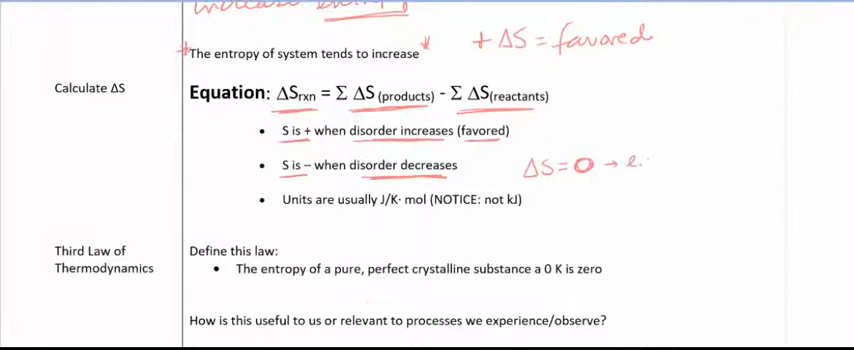 increase entropy
+ΔS = favored
*The entropy of system tends to increase*
Calculate ΔS
Equation: ΔSrxn = Σ ΔS (products) - Σ ΔS(reactants)
• S is + when disorder increases (favored)
• S is – when disorder decreases
ΔS=0 →
• Units are usually J/K· mol (NOTICE: not kJ)
Third Law of
Thermodynamics
Define this law:
• The entropy of a pure, perfect crystalline substance a 0 K is zero
How is this useful to us or relevant to processes we experience/observe?